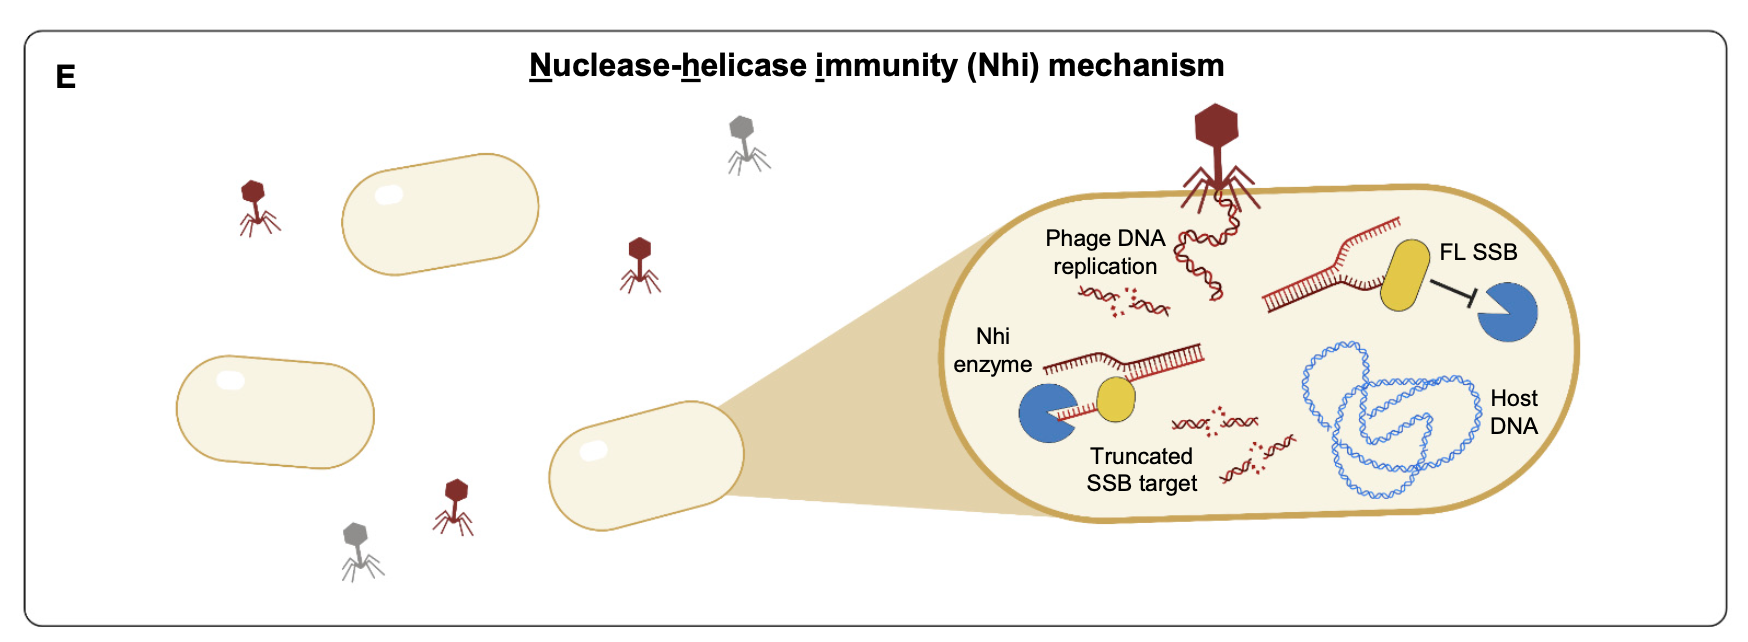 E
Nuclease-helicase immunity (Nhi) mechanism
Phage DNA
replication
FL SSB
Nhi
enzyme
Host
DNA
Truncated
SSB target